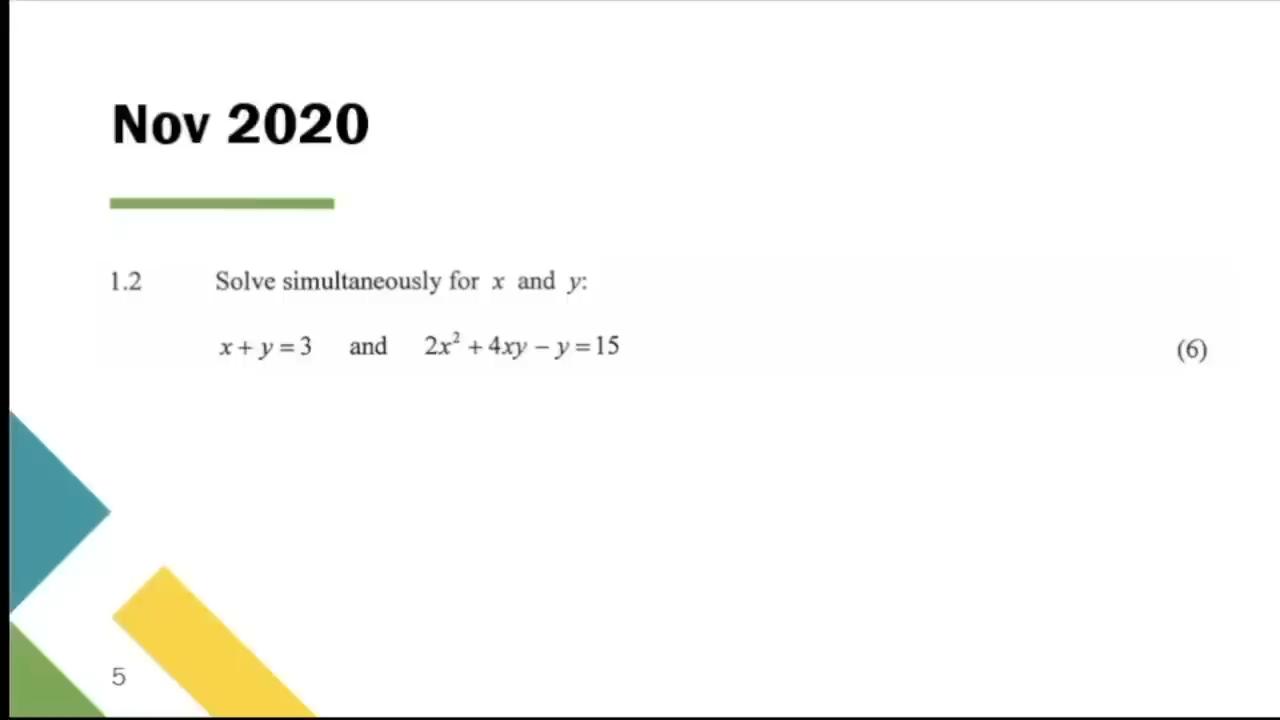 Nov 2020
1.2 Solve simultaneously for x and y:
x + y = 3 and 2x² + 4xy − y = 15 (6)
5